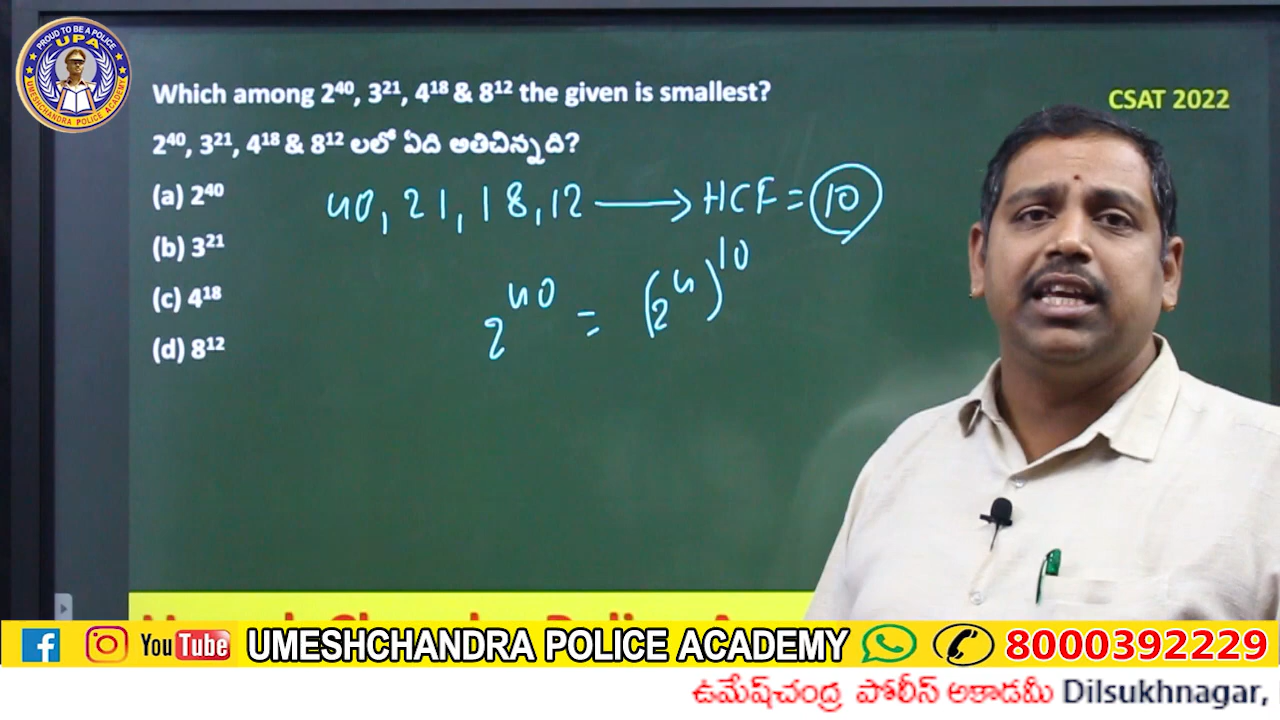 PROUD TO BE A POLICE
UPA
UMESHCHANDRA POLICE ACADEMY
Which among 2⁴⁰, 3²¹, 4¹⁸ & 8¹² the given is smallest?
CSAT 2022
2⁴⁰, 3²¹, 4¹⁸ & 8¹² లలో ఏది అతిచిన్నది?
(a) 2⁴⁰
40, 21, 18, 12 → HCF = 10
(b) 3²¹
2⁴⁰ = (2⁴)¹⁰
(c) 4¹⁸
(d) 8¹²
YouTube UMESHCHANDRA POLICE ACADEMY 8000392229
ఉమేష్‌చంద్ర పోలీస్ అకాడమీ Dilsukhnagar,